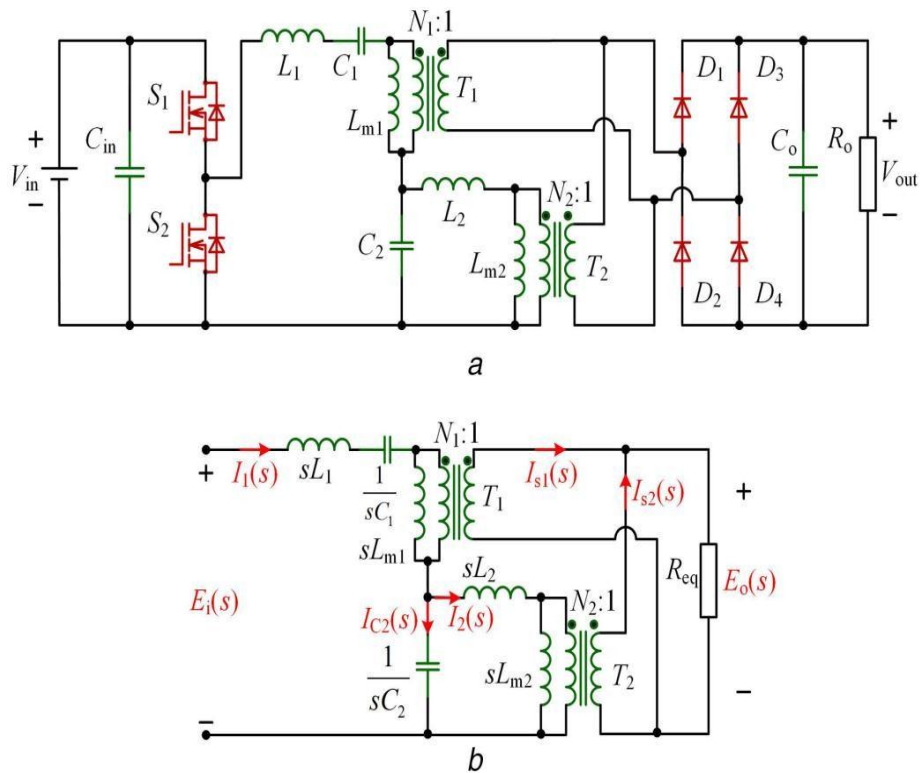 N1:1
L1
C1
S1
T1
D1
D3
Lm1
+
Cin
Vin
−
Co
Ro
+
Vout
−
N2:1
L2
S2
C2
Lm2
T2
D2
D4
a
N1:1
+
I1(s)
sL1
1/sC1
T1
Is1(s)
Is2(s)
+
sLm1
sL2
Req
Eo(s)
Ei(s)
IC2(s)
I2(s)
N2:1
1/sC2
sLm2
T2
−
−
b